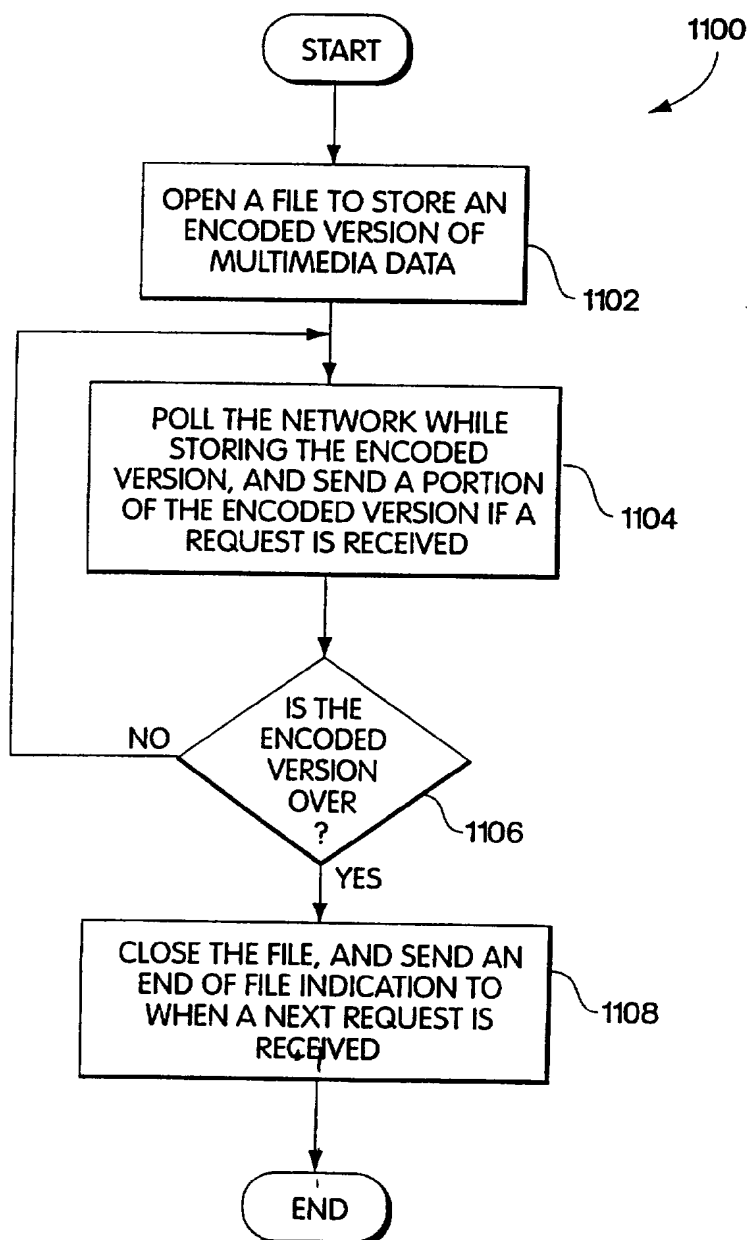 START
1100
OPEN A FILE TO STORE AN
ENCODED VERSION OF
MULTIMEDIA DATA
1102
POLL THE NETWORK WHILE
STORING THE ENCODED
VERSION, AND SEND A PORTION
OF THE ENCODED VERSION IF A
REQUEST IS RECEIVED
1104
IS THE
ENCODED
VERSION
OVER
?
NO
1106
YES
CLOSE THE FILE, AND SEND AN
END OF FILE INDICATION TO
WHEN A NEXT REQUEST IS
RECEIVED
1108
END